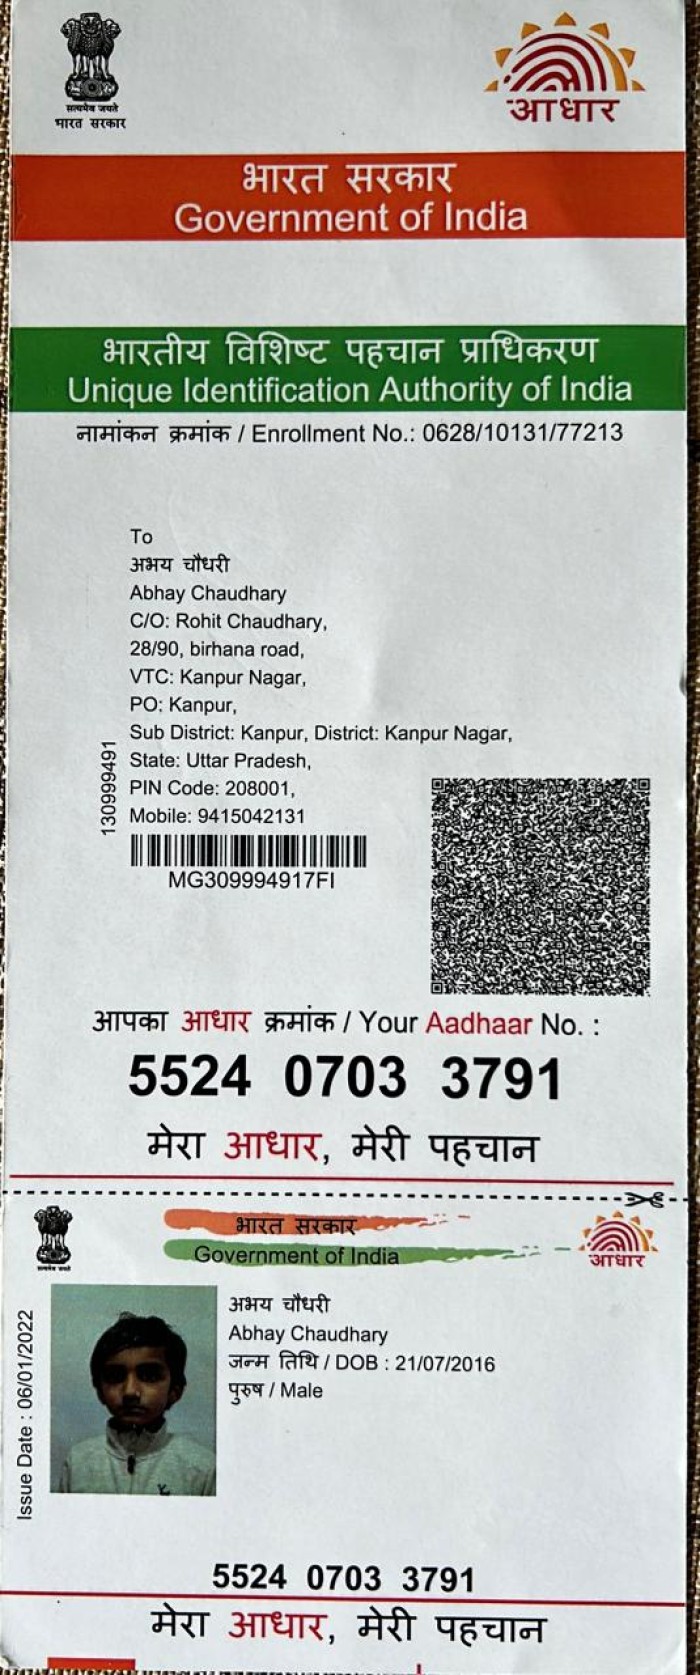 सत्यमेव जयते
भारत सरकार
आधार
भारत सरकार
Government of India
भारतीय विशिष्ट पहचान प्राधिकरण
Unique Identification Authority of India
नामांकन क्रमांक / Enrollment No.: 0628/10131/77213
To
अभय चौधरी
Abhay Chaudhary
C/O: Rohit Chaudhary,
28/90, birhana road,
VTC: Kanpur Nagar,
PO: Kanpur,
Sub District: Kanpur, District: Kanpur Nagar,
State: Uttar Pradesh,
PIN Code: 208001,
Mobile: 9415042131
130999491
MG309994917FI
आपका आधार क्रमांक / Your Aadhaar No. :
5524 0703 3791
मेरा आधार, मेरी पहचान
भारत सरकार
Government of India
आधार
अभय चौधरी
Abhay Chaudhary
जन्म तिथि / DOB : 21/07/2016
पुरुष / Male
Issue Date : 06/01/2022
5524 0703 3791
मेरा आधार, मेरी पहचान